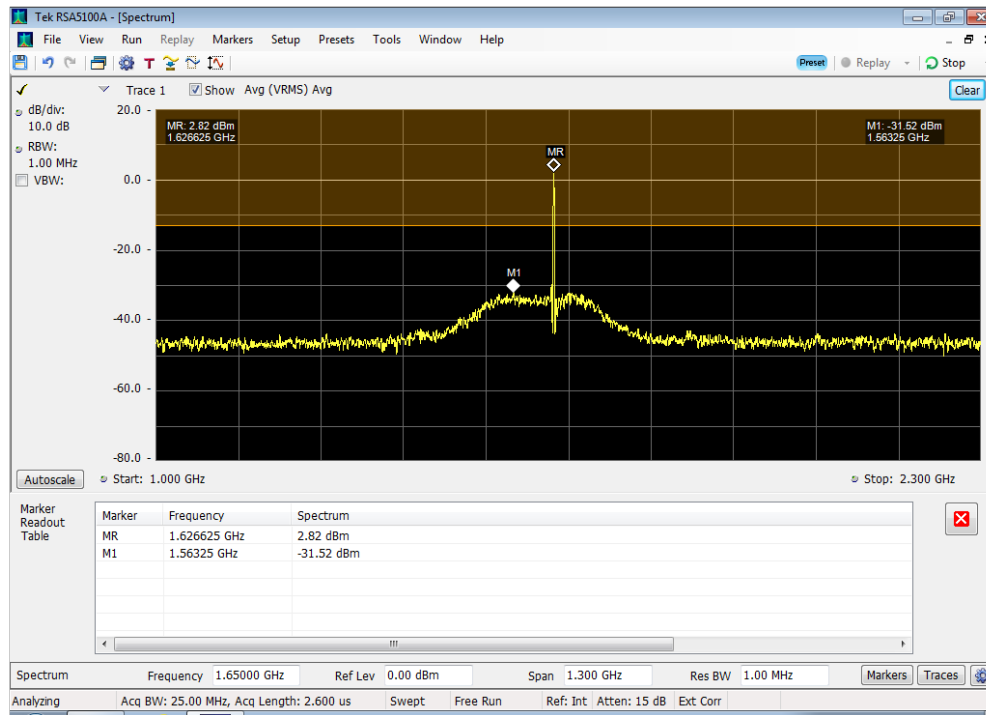 Tek RSA5100A - [Spectrum]
File View Run Replay Markers Setup Presets Tools Window Help
T Preset Replay Stop
Trace 1 Show Avg (VRMS) Avg Clear
dB/div:
10.0 dB
RBW:
1.00 MHz
VBW:
20.0
0.0
-20.0
-40.0
-60.0
-80.0
MR: 2.82 dBm
1.626625 GHz
M1: -31.52 dBm
1.56325 GHz
MR
M1
Autoscale Start: 1.000 GHz Stop: 2.300 GHz
Marker
Readout
Table
Marker Frequency Spectrum
MR 1.626625 GHz 2.82 dBm
M1 1.56325 GHz -31.52 dBm
Spectrum Frequency 1.65000 GHz Ref Lev 0.00 dBm Span 1.300 GHz Res BW 1.00 MHz Markers Traces
Analyzing Acq BW: 25.00 MHz, Acq Length: 2.600 us Swept Free Run Ref: Int Atten: 15 dB Ext Corr